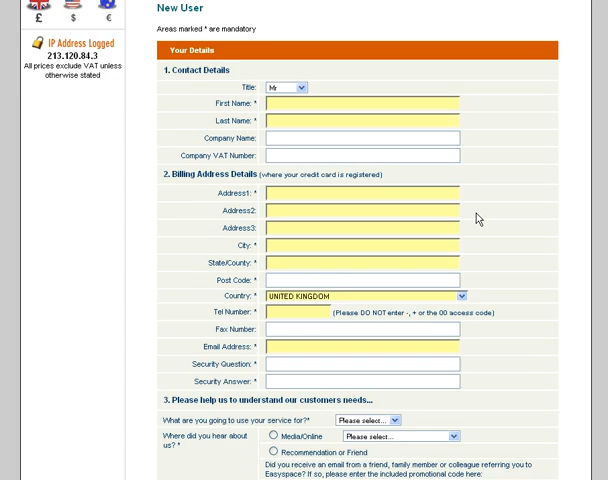 £ $ €
New User
Areas marked * are mandatory
IP Address Logged
213.120.84.3
All prices exclude VAT unless
otherwise stated
Your Details
1. Contact Details
Title: Mr
First Name: *
Last Name: *
Company Name:
Company VAT Number:
2. Billing Address Details (where your credit card is registered)
Address1: *
Address2:
Address3:
City: *
State/County: *
Post Code: *
Country: * UNITED KINGDOM
Tel Number: * (Please DO NOT enter -, + or the 00 access code)
Fax Number:
Email Address: *
Security Question: *
Security Answer: *
3. Please help us to understand our customers needs...
What are you going to use your service for?* Please select...
Where did you hear about
us? *
Media/Online Please select...
Recommendation or Friend
Did you receive an email from a friend, family member or colleague referring you to
Easyspace? If so, please enter the included promotional code here: